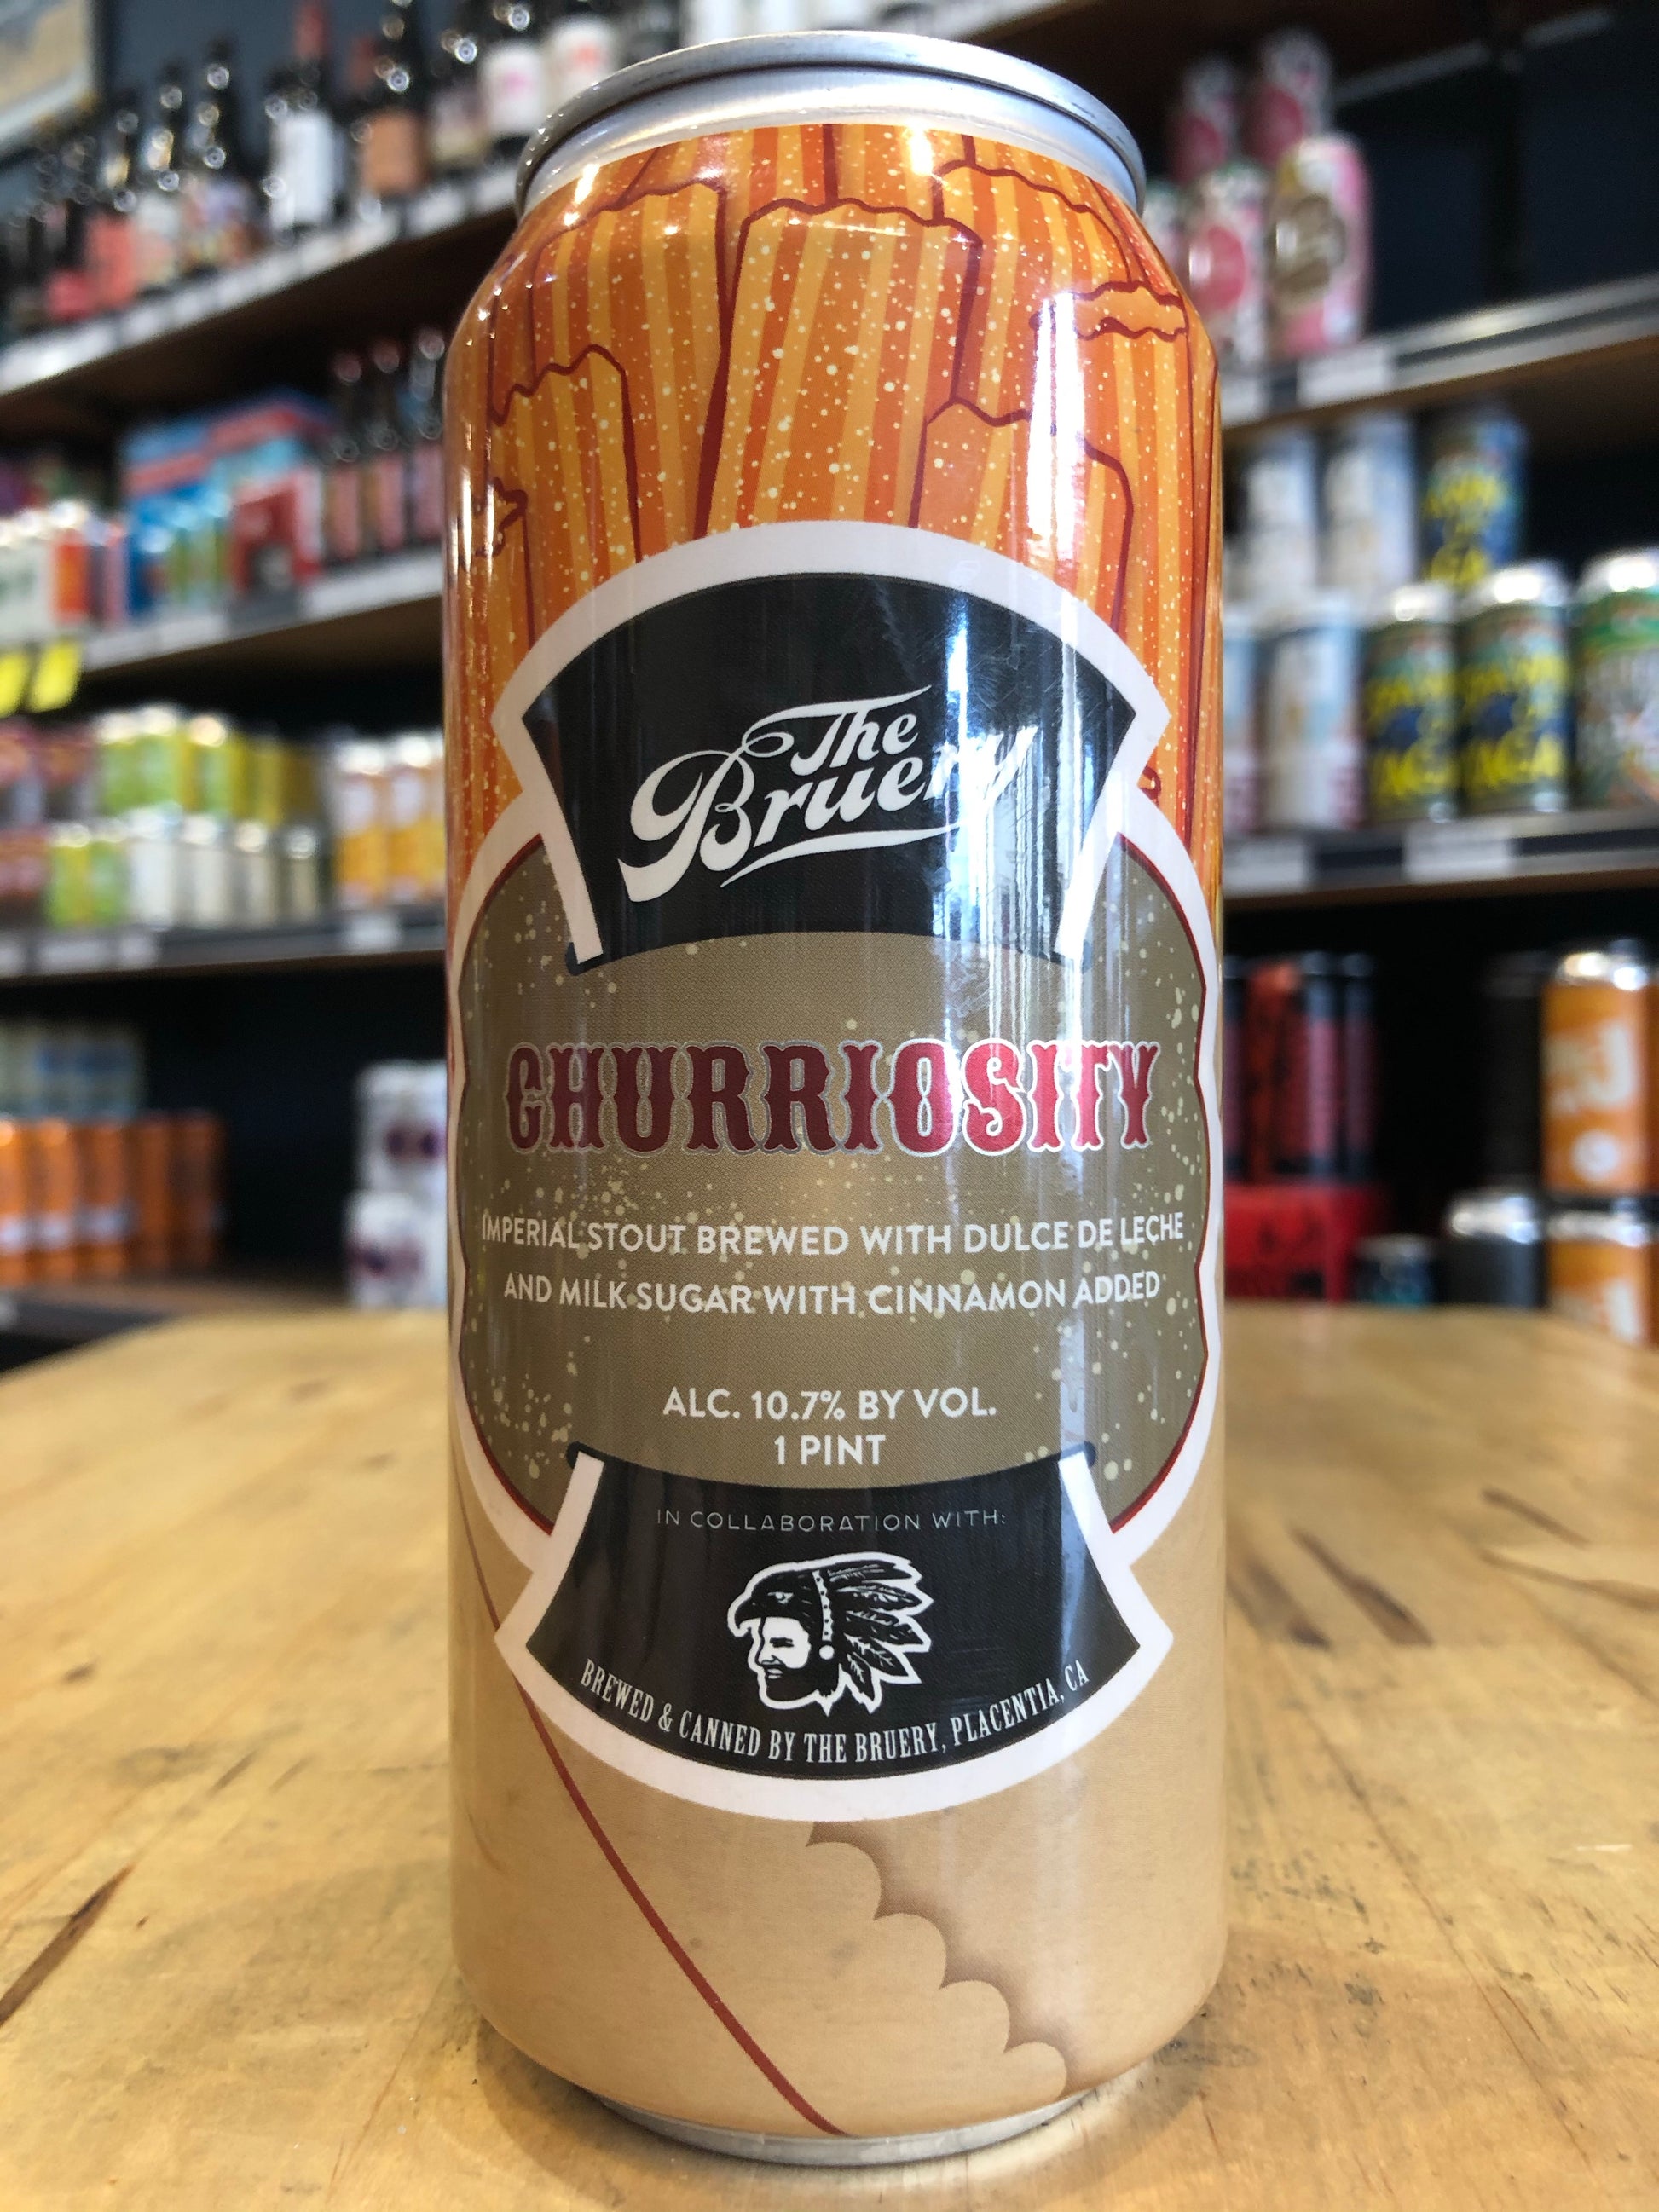 The
Bruery
CHURRIOSITY
IMPERIAL STOUT BREWED WITH DULCE DE LECHE
AND MILK SUGAR WITH CINNAMON ADDED
ALC. 10.7% BY VOL.
1 PINT
IN COLLABORATION WITH:
BREWED & CANNED BY THE BRUERY, PLACENTIA, CA